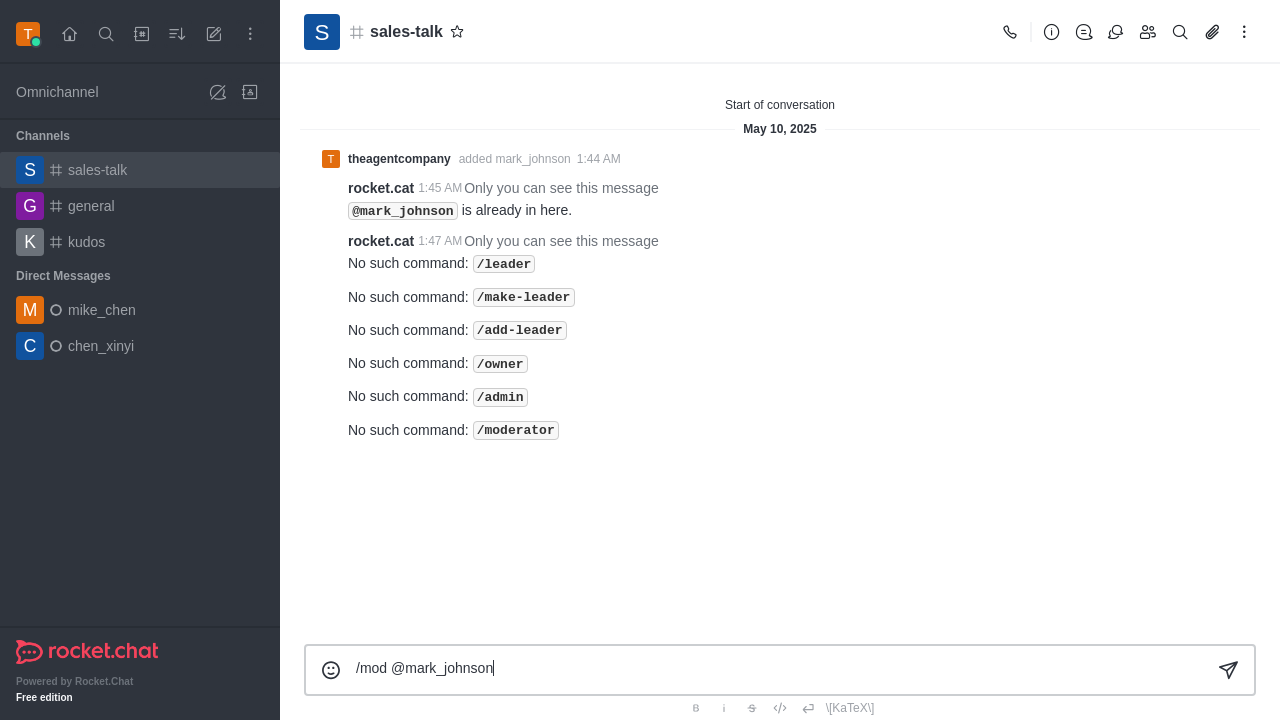 T
Omnichannel
Channels
S sales-talk
G general
K kudos
Direct Messages
M mike_chen
C chen_xinyi
rocket.chat
Powered by Rocket.Chat
Free edition
S sales-talk
Start of conversation
May 10, 2025
T theagentcompany added mark_johnson 1:44 AM
rocket.cat 1:45 AM Only you can see this message
@mark_johnson is already in here.
rocket.cat 1:47 AM Only you can see this message
No such command: /leader
No such command: /make-leader
No such command: /add-leader
No such command: /owner
No such command: /admin
No such command: /moderator
/mod @mark_johnson
B i S \[KaTeX\]